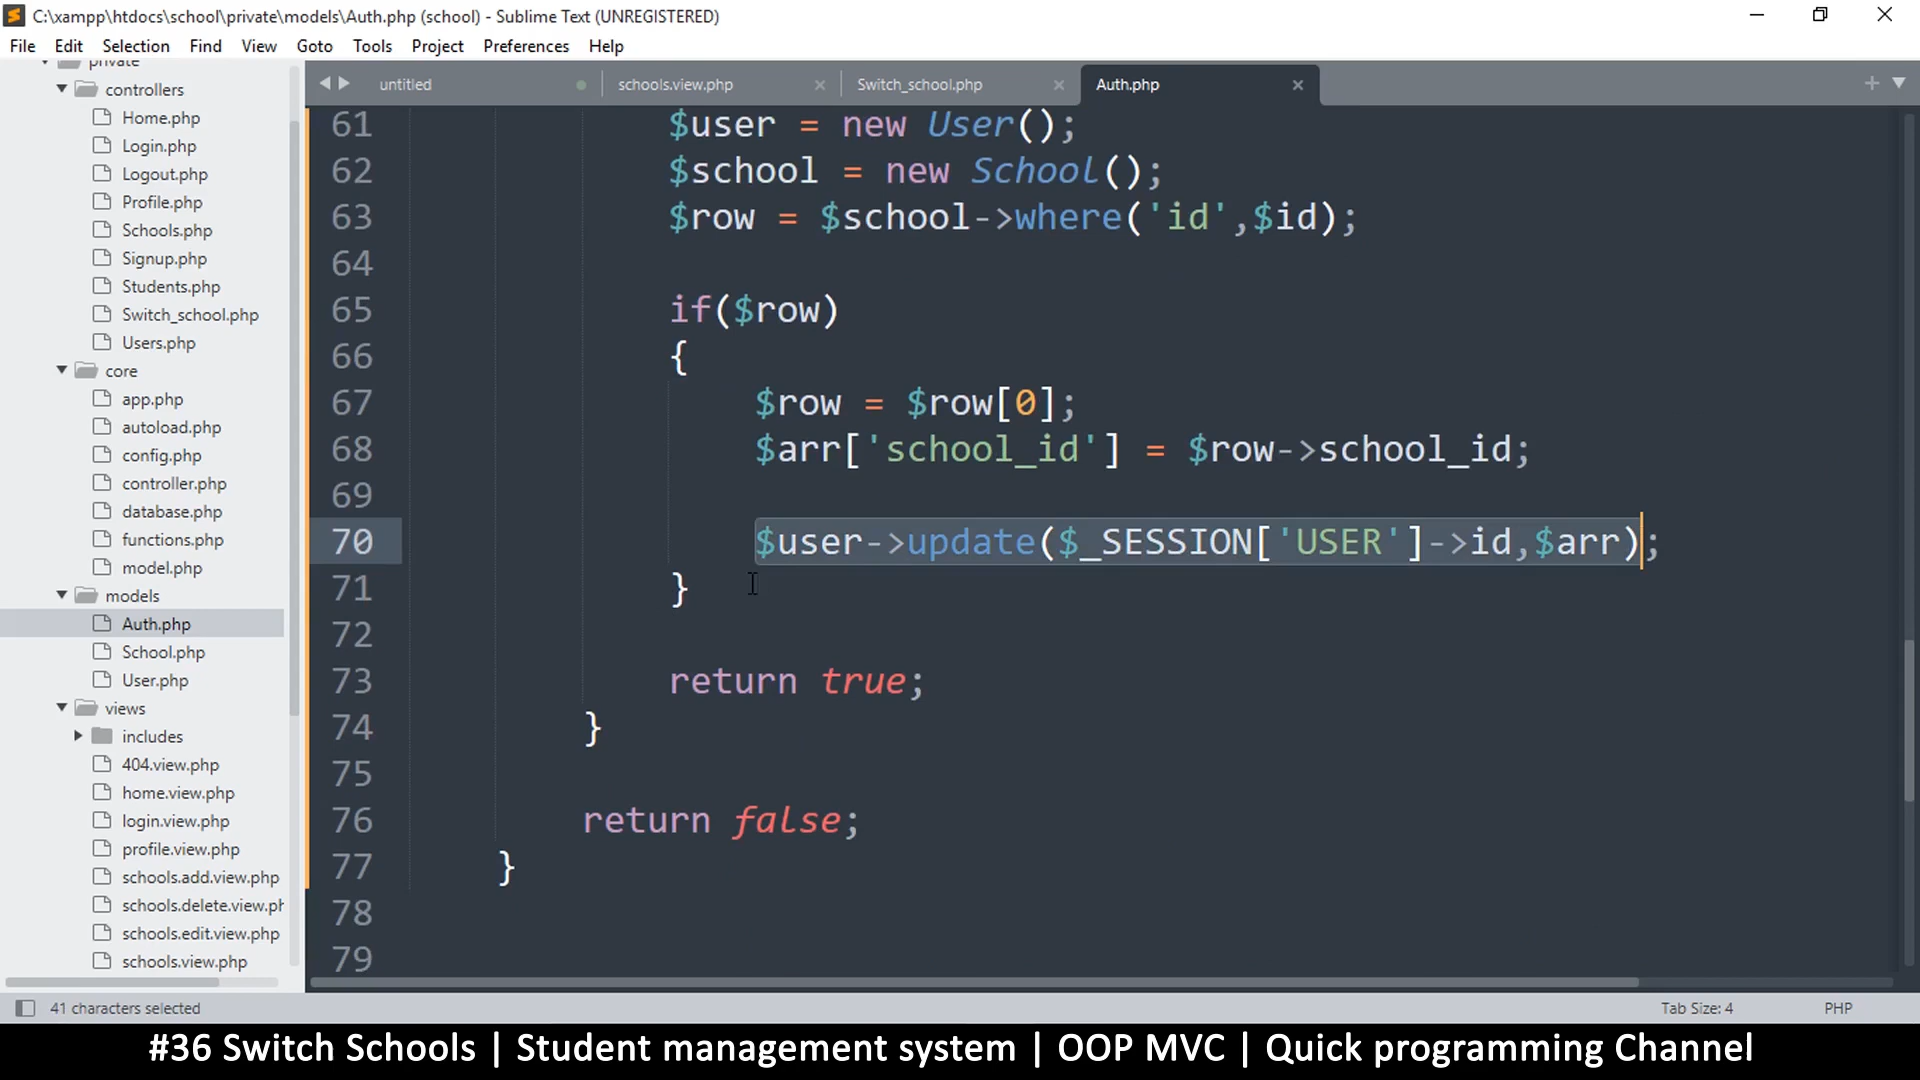 C:\xampp\htdocs\school\private\models\Auth.php (school) - Sublime Text (UNREGISTERED)
File Edit Selection Find View Goto Tools Project Preferences Help
private
controllers
Home.php
Login.php
Logout.php
Profile.php
Schools.php
Signup.php
Students.php
Switch_school.php
Users.php
core
app.php
autoload.php
config.php
controller.php
database.php
functions.php
model.php
models
Auth.php
School.php
User.php
views
includes
404.view.php
home.view.php
login.view.php
profile.view.php
schools.add.view.php
schools.delete.view.ph
schools.edit.view.php
schools.view.php
untitled schools.view.php Switch_school.php Auth.php
61 $user = new User();
62 $school = new School();
63 $row = $school->where('id',$id);
64
65 if($row)
66 {
67 $row = $row[0];
68 $arr['school_id'] = $row->school_id;
69
70 $user->update($_SESSION['USER']->id,$arr);
71 }
72
73 return true;
74 }
75
76 return false;
77 }
78
79
41 characters selected Tab Size: 4 PHP
#36 Switch Schools | Student management system | OOP MVC | Quick programming Channel